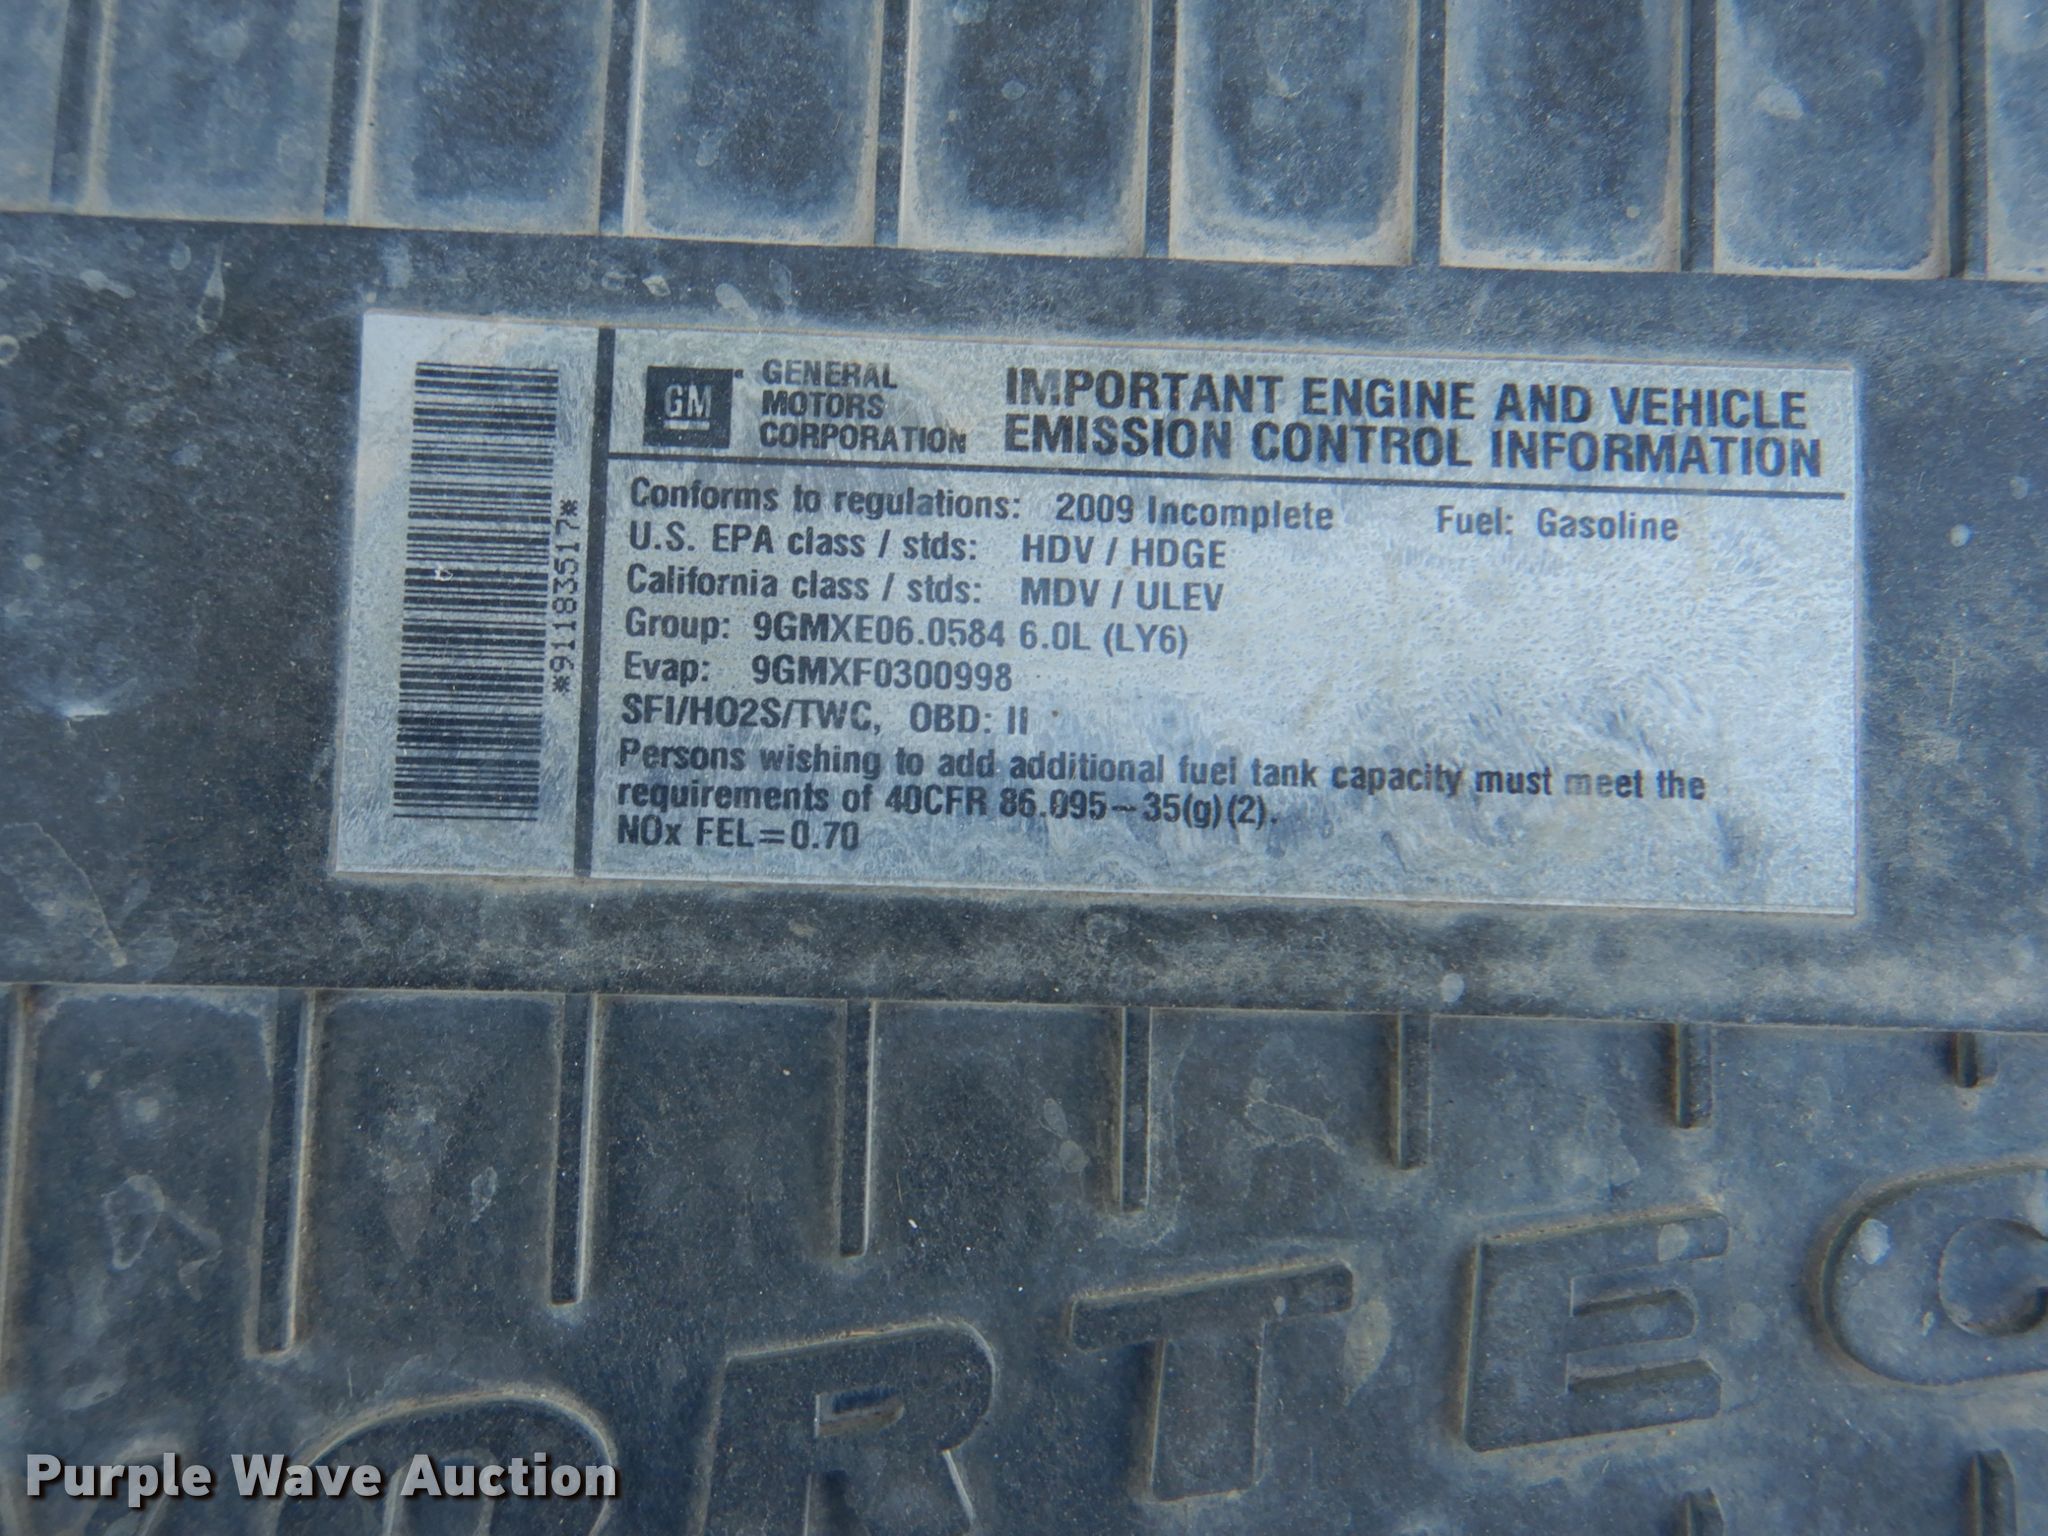 GM
GENERAL
MOTORS
CORPORATION
IMPORTANT ENGINE AND VEHICLE
EMISSION CONTROL INFORMATION
Conforms to regulations: 2009 Incomplete Fuel: Gasoline
U.S. EPA class / stds: HDV / HDGE
California class / stds: MDV / ULEV
Group: 9GMXE06.0584 6.0L (LY6)
Evap: 9GMXF0300998
SFI/HO2S/TWC, OBD: II
Persons wishing to add additional fuel tank capacity must meet the
requirements of 40CFR 86.095-35(g)(2).
NOx FEL=0.70
*91183517*
ORTEC
Purple Wave Auction